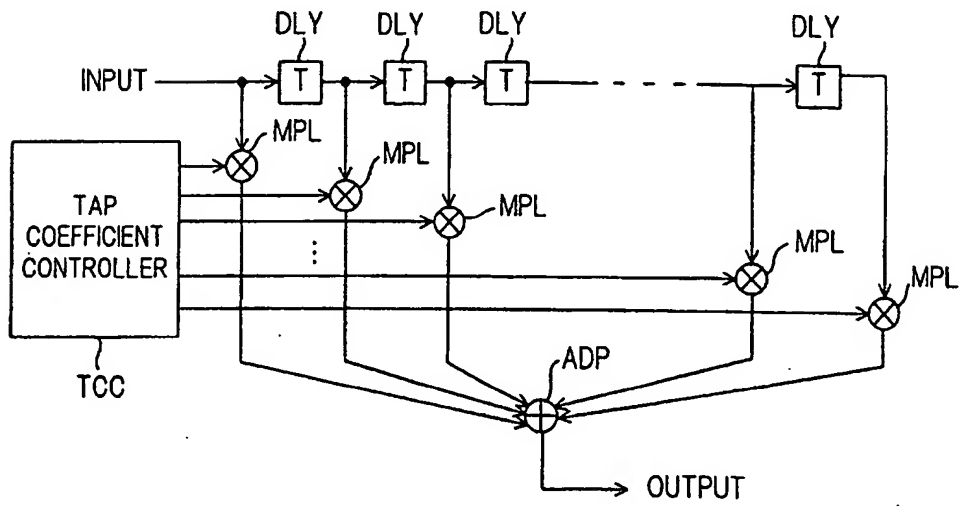 DLY DLY DLY DLY
INPUT T T T T
MPL
MPL
MPL
MPL
MPL
TAP
COEFFICIENT
CONTROLLER
TCC
ADP
OUTPUT